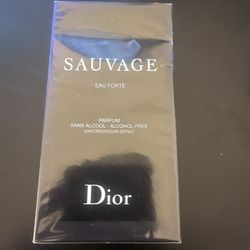 SAUVAGE
EAU FORTE
PARFUM
SANS ALCOOL - ALCOHOL-FREE
VAPORISATEUR-SPRAY
Dior